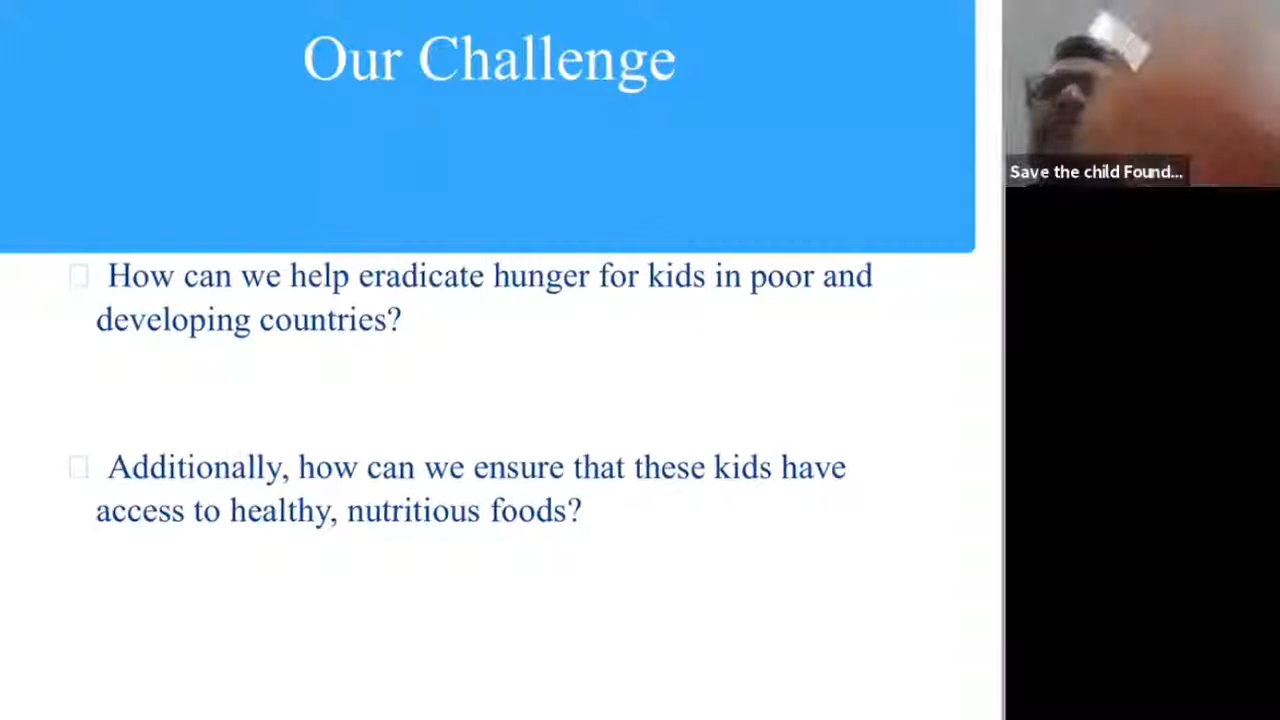 Our Challenge
How can we help eradicate hunger for kids in poor and
developing countries?
Additionally, how can we ensure that these kids have
access to healthy, nutritious foods?
Save the child Found...